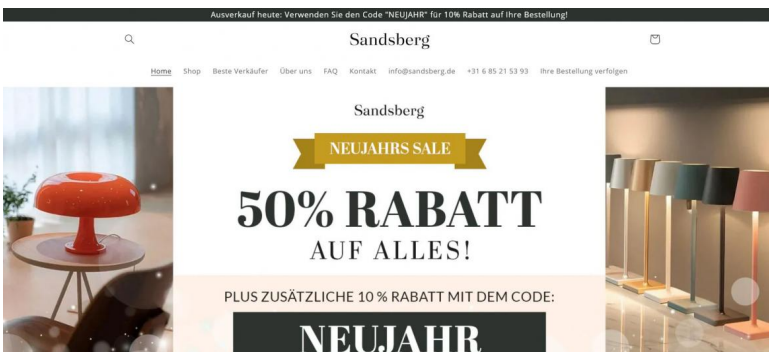 Ausverkauf heute: Verwenden Sie den Code "NEUJAHR" für 10% Rabatt auf Ihre Bestellung!
Sandsberg
Home Shop Beste Verkäufer Über uns FAQ Kontakt info@sandsberg.de +31 6 85 21 53 93 Ihre Bestellung verfolgen
Sandsberg
NEUJAHRS SALE
50% RABATT
AUF ALLES!
PLUS ZUSÄTZLICHE 10 % RABATT MIT DEM CODE:
NEUJAHR